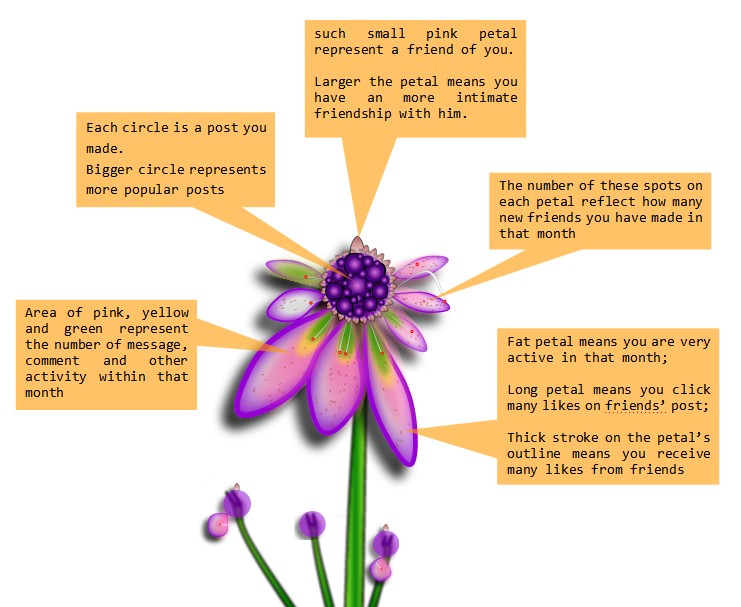 such small pink petal
represent a friend of you.
Larger the petal means you
have an more intimate
friendship with him.
Each circle is a post you
made.
Bigger circle represents
more popular posts
The number of these spots on
each petal reflect how many
new friends you have made in
that month
Area of pink, yellow
and green represent
the number of message,
comment and other
activity within that
month
Fat petal means you are very
active in that month;
Long petal means you click
many likes on friends’ post;
Thick stroke on the petal’s
outline means you receive
many likes from friends